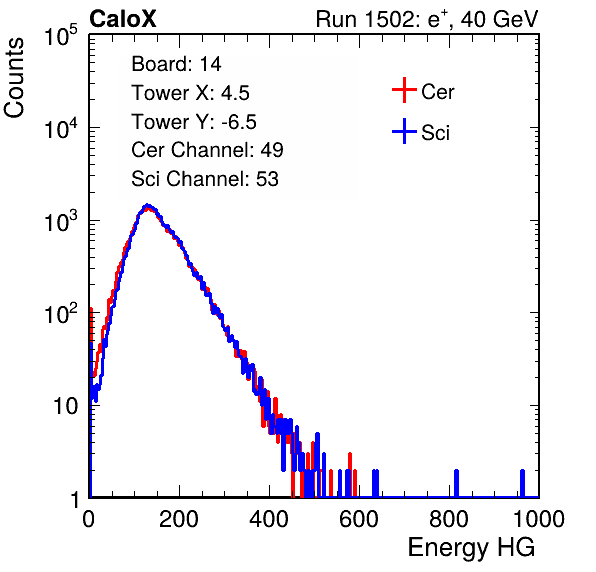 CaloX Run 1502: e⁺, 40 GeV
Counts
10⁵
10⁴
10³
10²
10
1
Board: 14
Tower X: 4.5
Tower Y: -6.5
Cer Channel: 49
Sci Channel: 53
Cer
Sci
0 200 400 600 800 1000
Energy HG